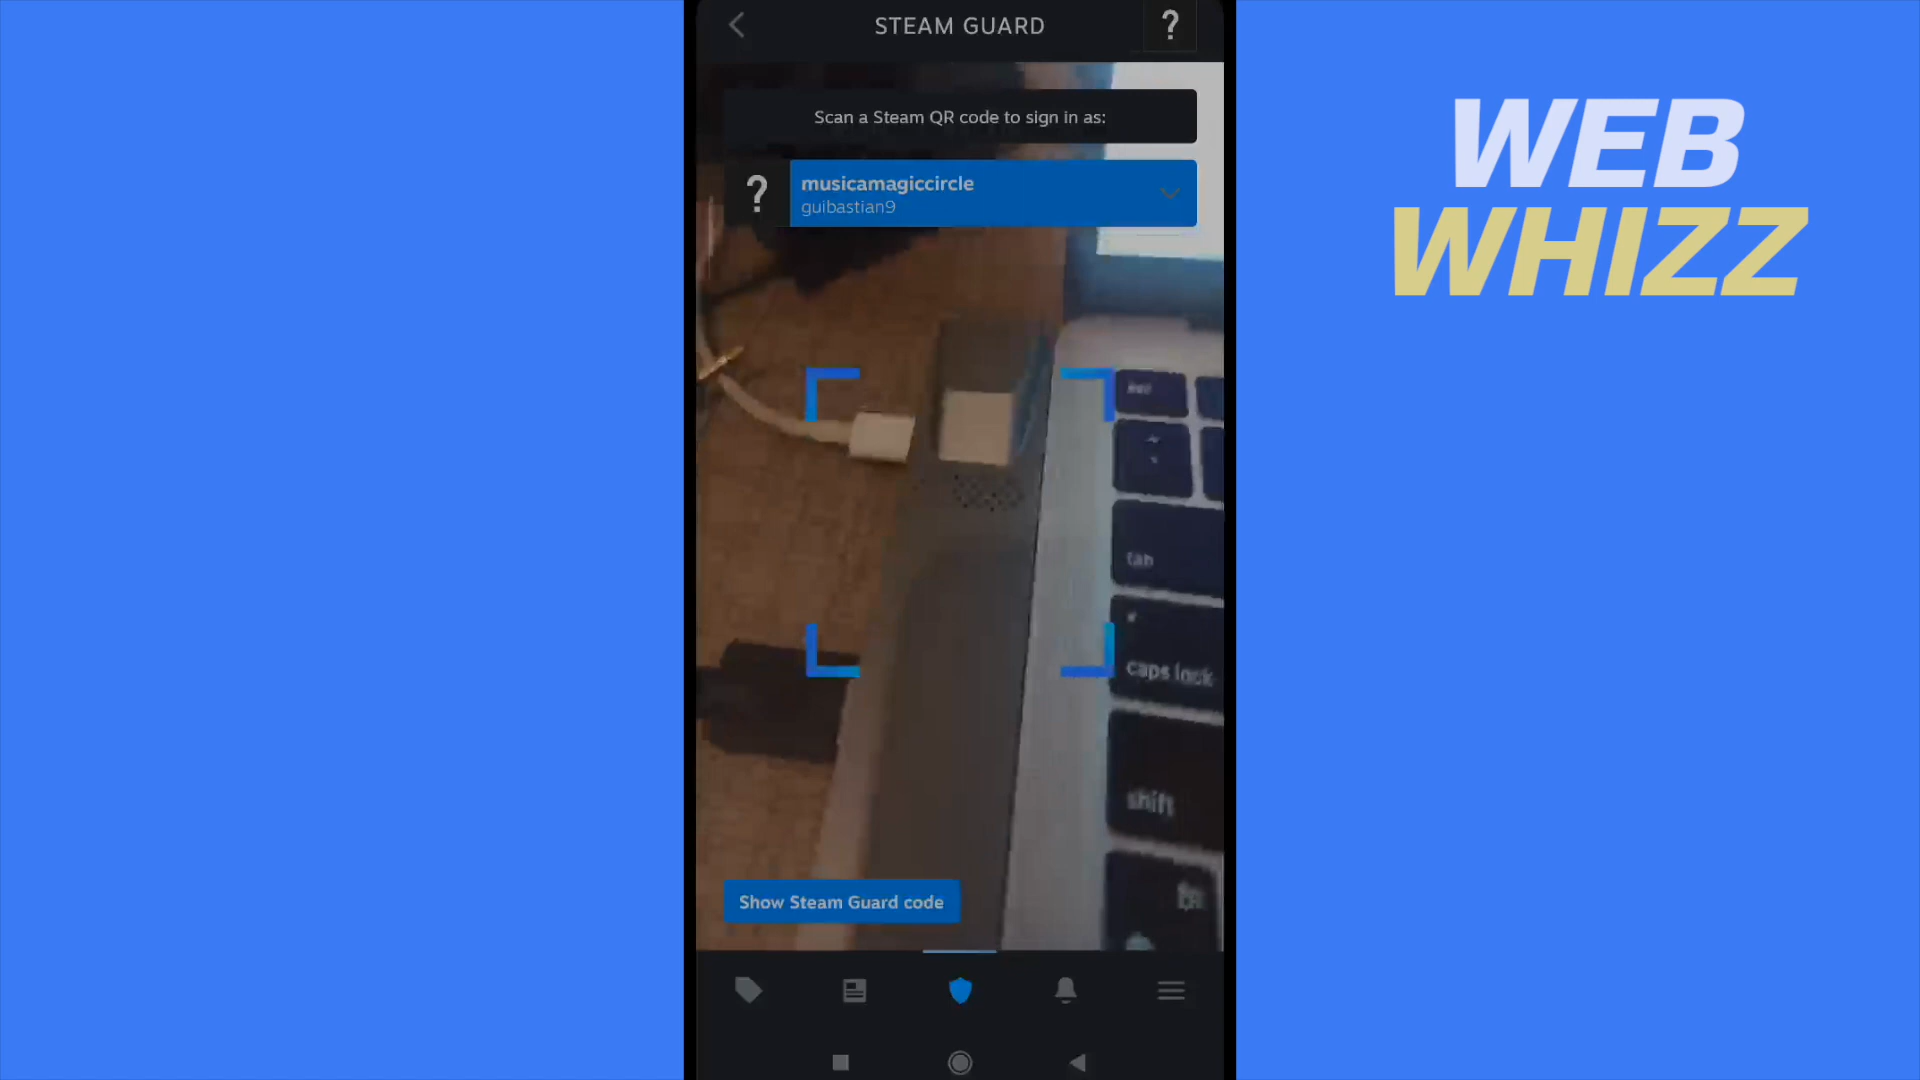 STEAM GUARD
?
Scan a Steam QR code to sign in as:
?
musicamagiccircle
guibastian9
WEB
WHIZZ
tab
caps lock
shift
Show Steam Guard code